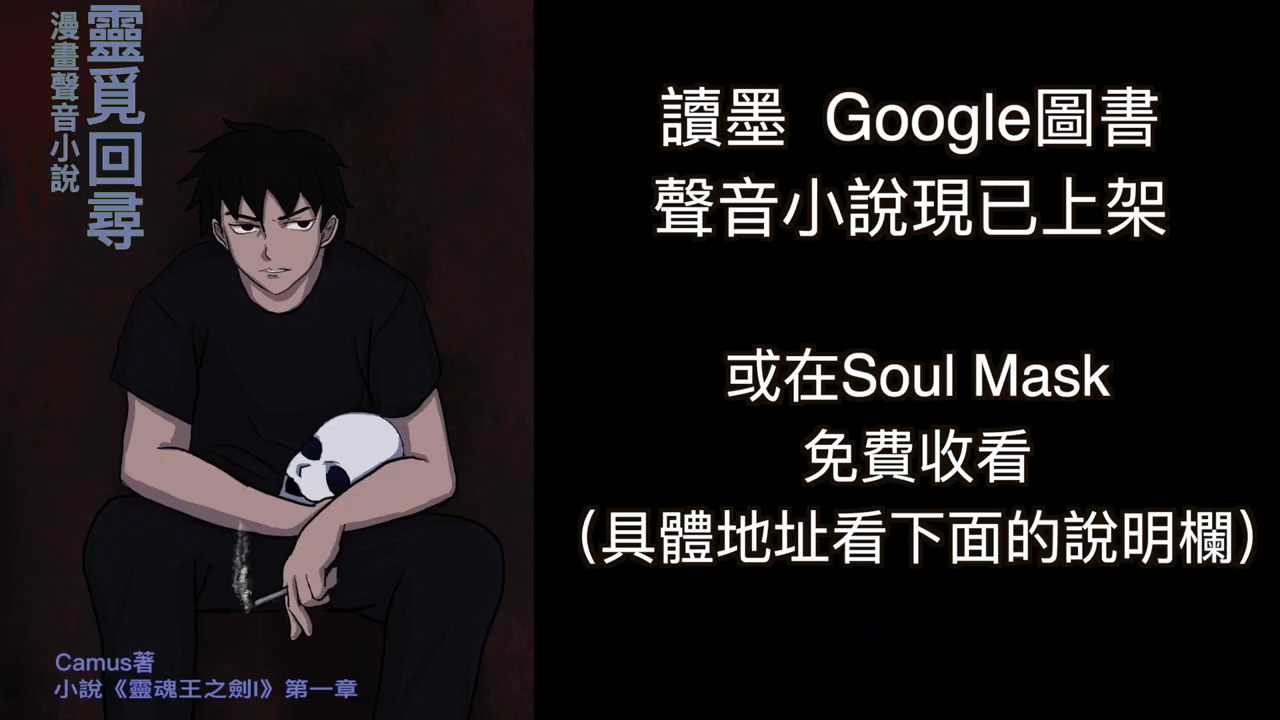 靈覓回尋
漫畫聲音小說
Camus著
小說《靈魂王之劍I》第一章
讀墨 Google圖書
聲音小說現已上架
或在Soul Mask
免費收看
（具體地址看下面的說明欄）